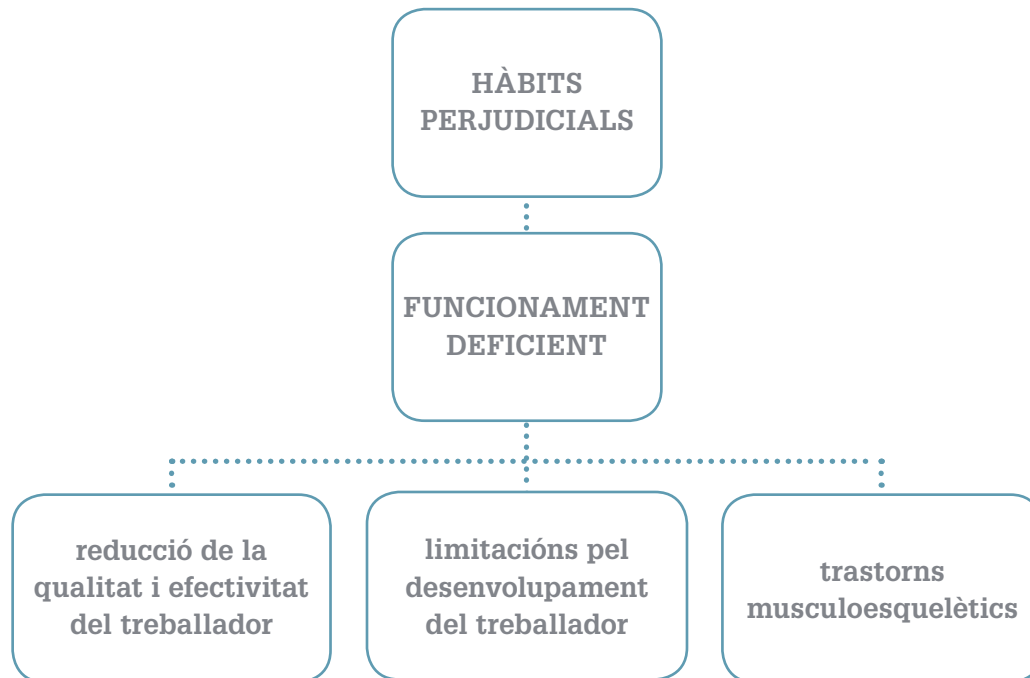 HÀBITS
PERJUDICIALS
FUNCIONAMENT
DEFICIENT
reducció de la
qualitat i efectivitat
del treballador
limitacións pel
desenvolupament
del treballador
trastorns
musculoesquelètics